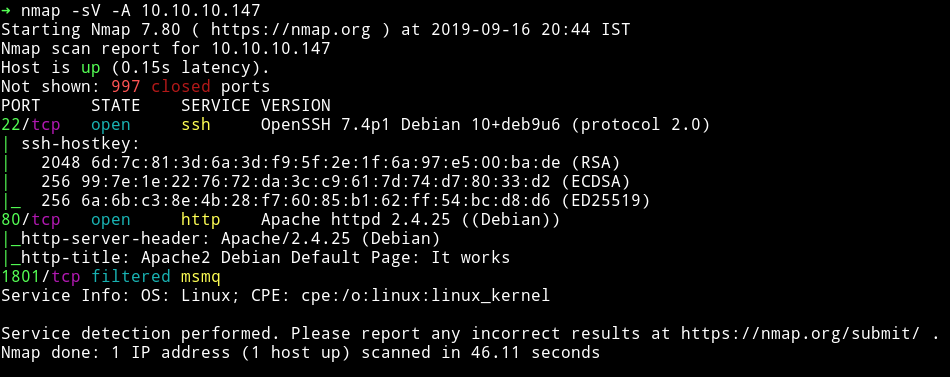 ➜ nmap -sV -A 10.10.10.147
Starting Nmap 7.80 ( https://nmap.org ) at 2019-09-16 20:44 IST
Nmap scan report for 10.10.10.147
Host is up (0.15s latency).
Not shown: 997 closed ports
PORT     STATE    SERVICE VERSION
22/tcp   open     ssh     OpenSSH 7.4p1 Debian 10+deb9u6 (protocol 2.0)
| ssh-hostkey:
|   2048 6d:7c:81:3d:6a:3d:f9:5f:2e:1f:6a:97:e5:00:ba:de (RSA)
|   256 99:7e:1e:22:76:72:da:3c:c9:61:7d:74:d7:80:33:d2 (ECDSA)
|_  256 6a:6b:c3:8e:4b:28:f7:60:85:b1:62:ff:54:bc:d8:d6 (ED25519)
80/tcp   open     http    Apache httpd 2.4.25 ((Debian))
|_http-server-header: Apache/2.4.25 (Debian)
|_http-title: Apache2 Debian Default Page: It works
1801/tcp filtered msmq
Service Info: OS: Linux; CPE: cpe:/o:linux:linux_kernel
Service detection performed. Please report any incorrect results at https://nmap.org/submit/ .
Nmap done: 1 IP address (1 host up) scanned in 46.11 seconds